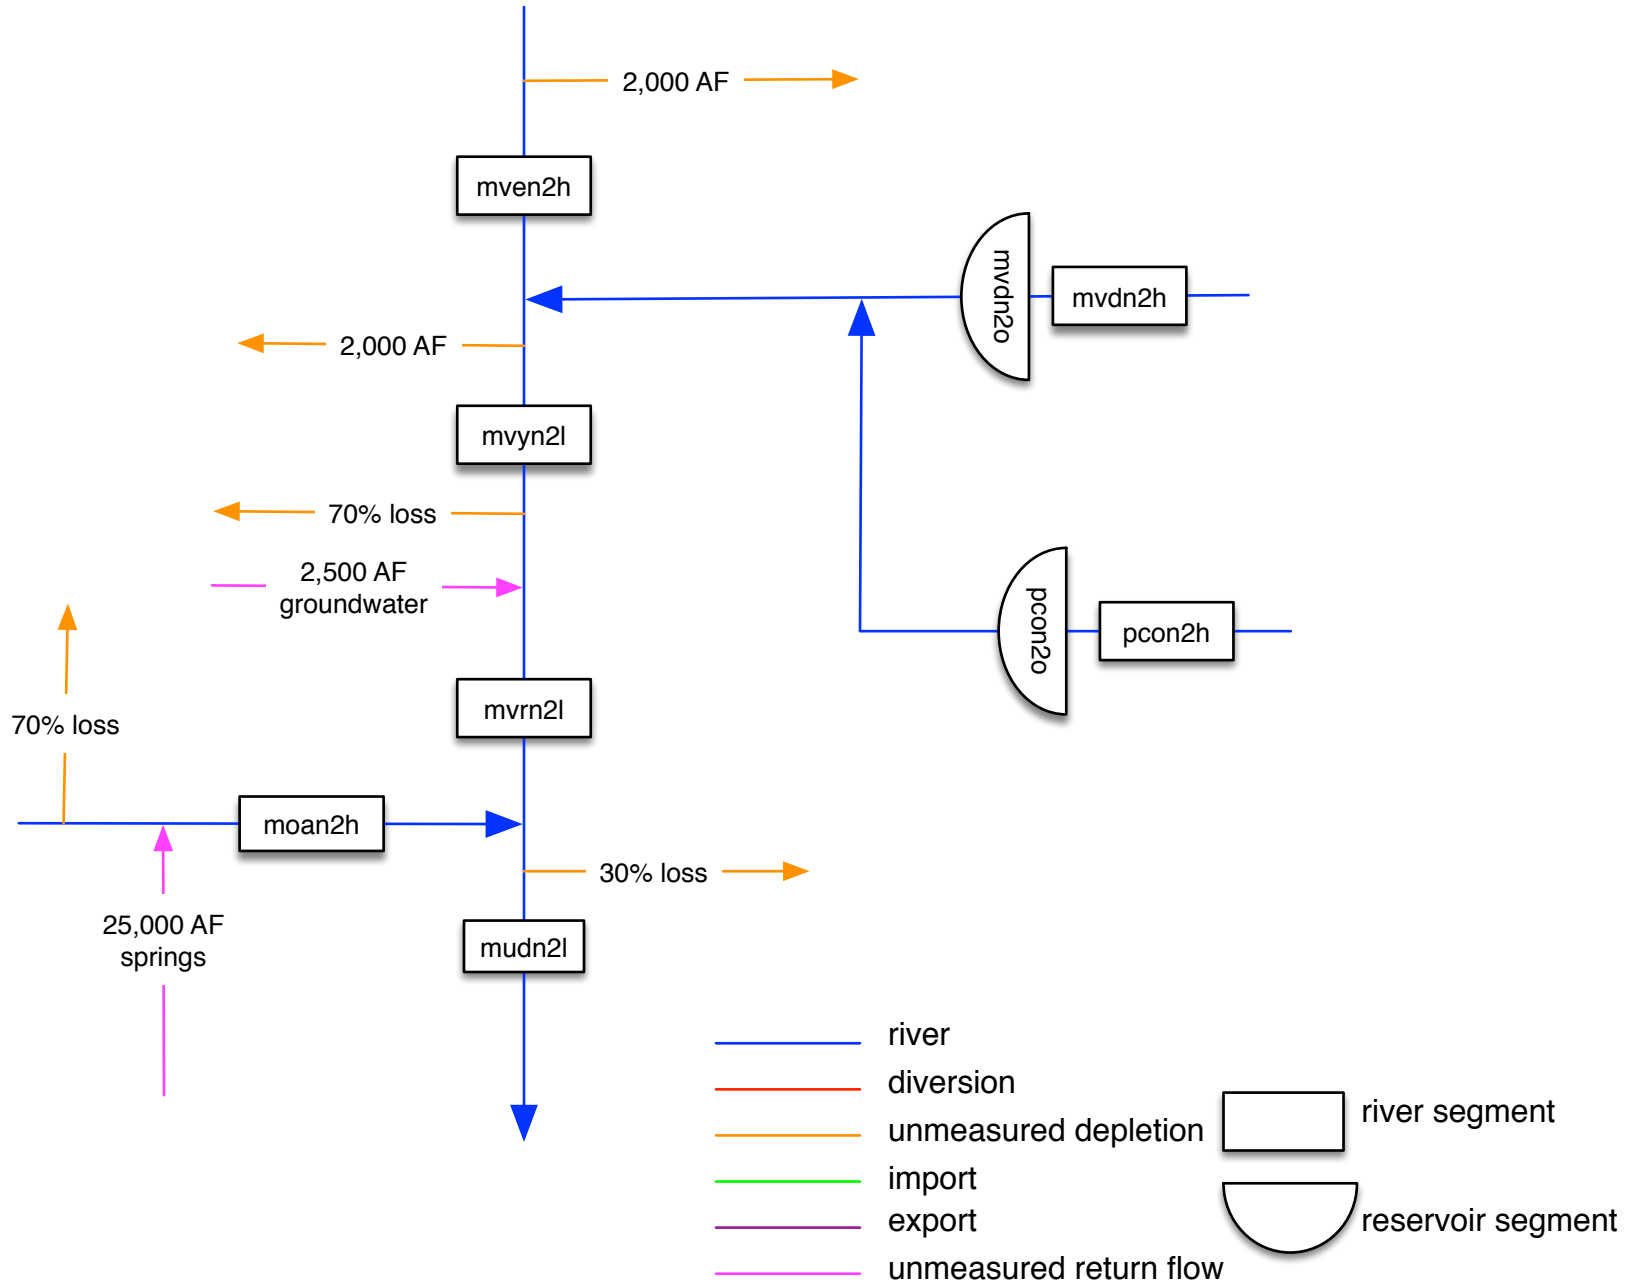 2,000 AF
mven2h
mvdn2o
mvdn2h
2,000 AF
mvyn2l
70% loss
2,500 AF
groundwater
pcon2o
pcon2h
mvrn2l
70% loss
moan2h
30% loss
25,000 AF
springs
mudn2l
river
diversion
unmeasured depletion
import
export
unmeasured return flow
river segment
reservoir segment